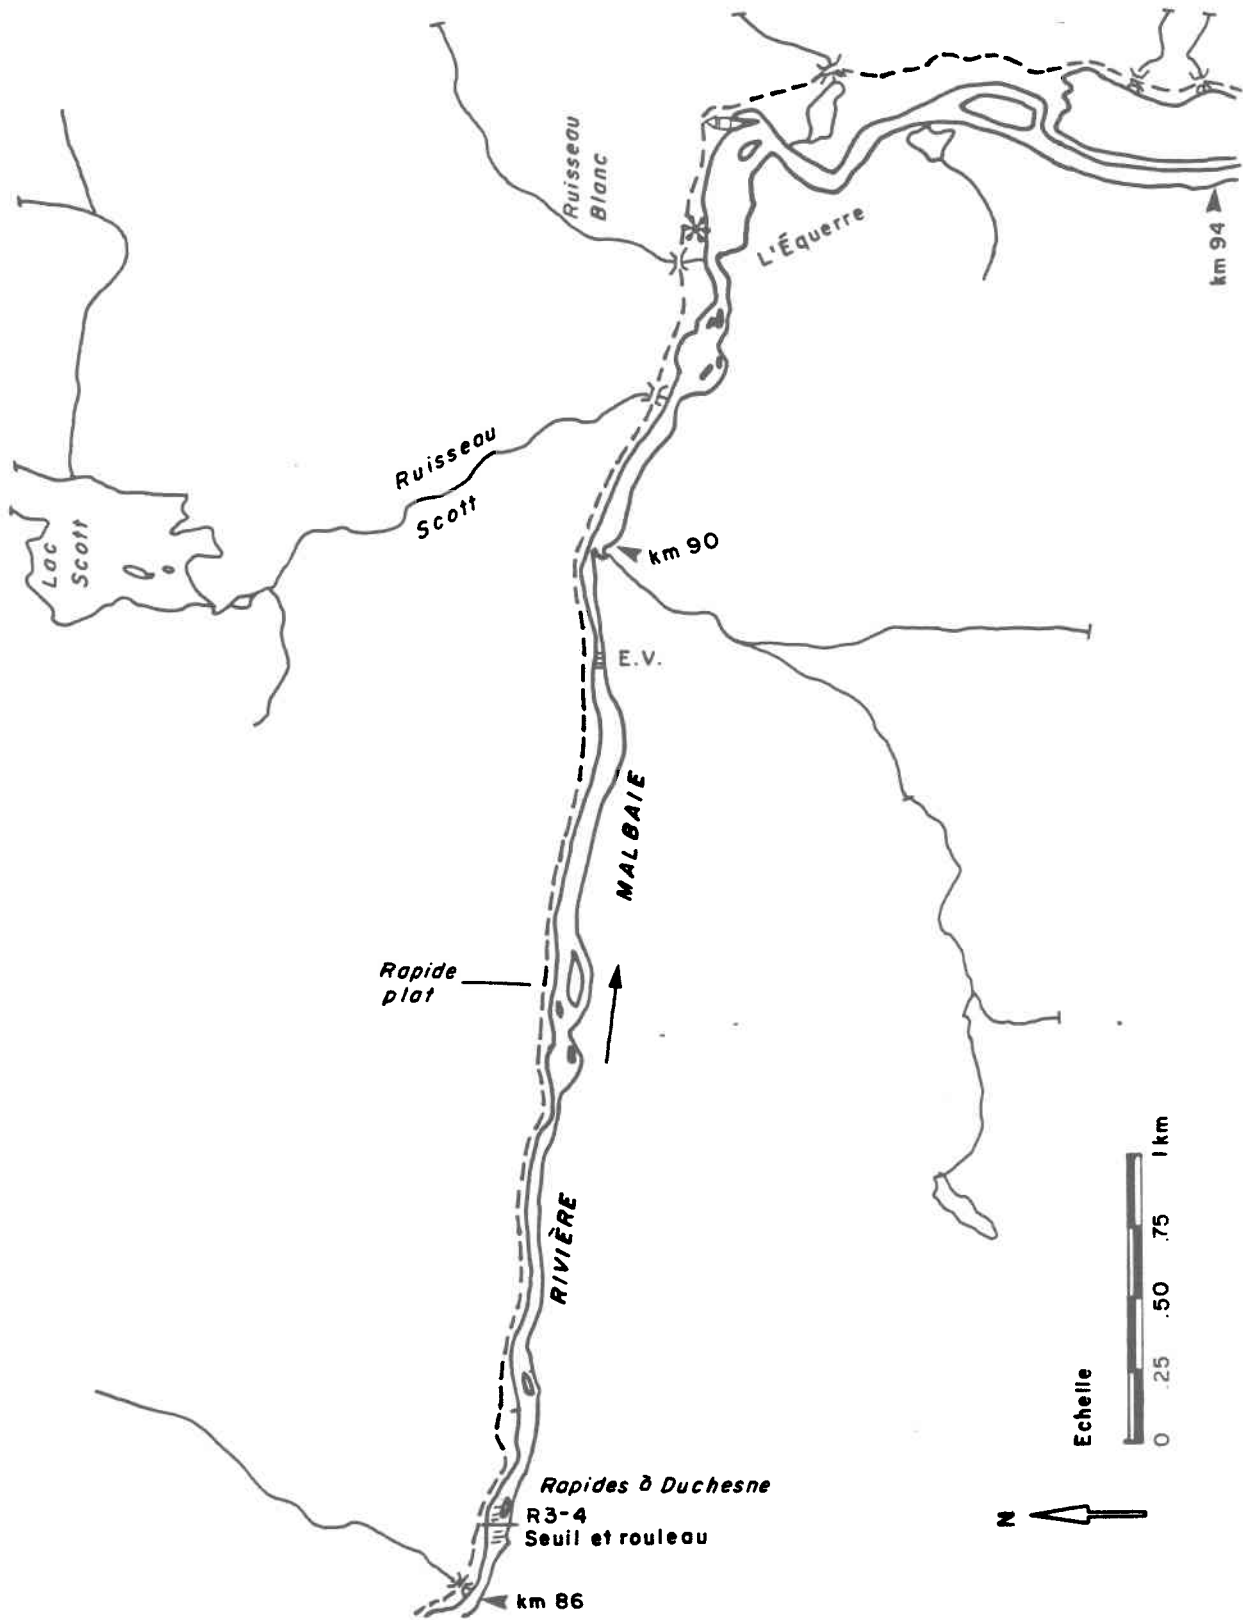 Lac
Scott
Ruisseau
Blanc
Ruisseau
Scott
L'Équerre
km 94
km 90
E.V.
MALBAIE
Rapide
plat
RIVIÈRE
Rapides à Duchesne
R3-4
Seuil et rouleau
km 86
Echelle
0 .25 .50 .75 1 km
N